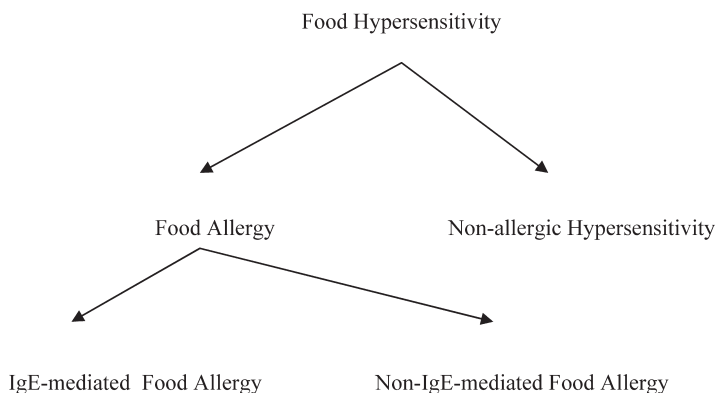 Food Hypersensitivity
Food Allergy
Non-allergic Hypersensitivity
IgE-mediated Food Allergy
Non-IgE-mediated Food Allergy